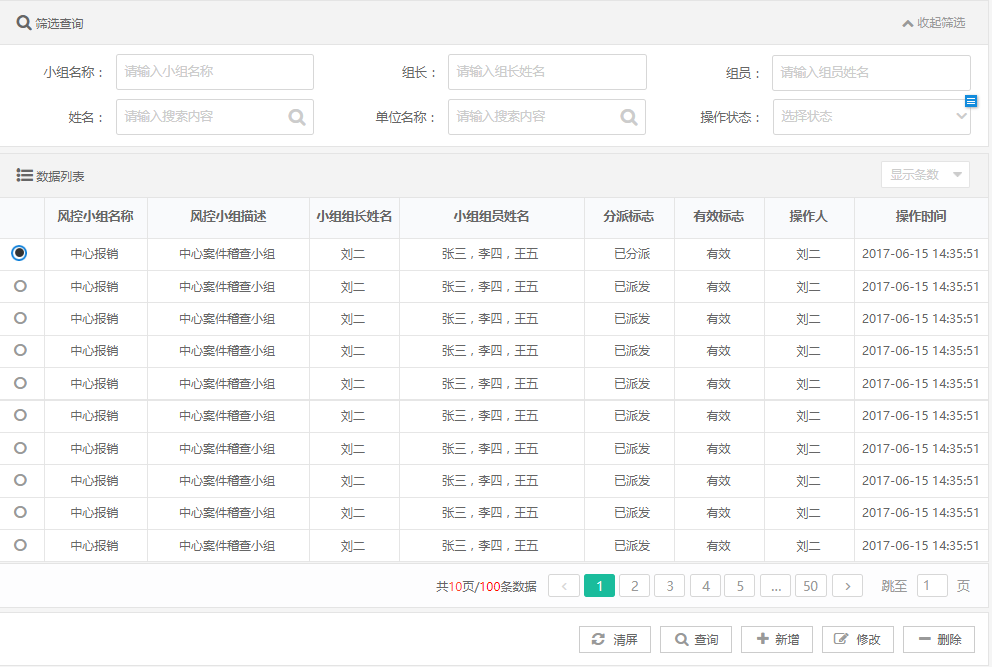 筛选查询 收起筛选
小组名称： 请输入小组名称 组长： 请输入组长姓名 组员： 请输入组员姓名
姓名： 请输入搜索内容 单位名称： 请输入搜索内容 操作状态： 选择状态
数据列表 显示条数
风控小组名称 风控小组描述 小组组长姓名 小组组员姓名 分派标志 有效标志 操作人 操作时间
中心报销 中心案件稽查小组 刘二 张三，李四，王五 已分派 有效 刘二 2017-06-15 14:35:51
中心报销 中心案件稽查小组 刘二 张三，李四，王五 已派发 有效 刘二 2017-06-15 14:35:51
中心报销 中心案件稽查小组 刘二 张三，李四，王五 已派发 有效 刘二 2017-06-15 14:35:51
中心报销 中心案件稽查小组 刘二 张三，李四，王五 已派发 有效 刘二 2017-06-15 14:35:51
中心报销 中心案件稽查小组 刘二 张三，李四，王五 已派发 有效 刘二 2017-06-15 14:35:51
中心报销 中心案件稽查小组 刘二 张三，李四，王五 已派发 有效 刘二 2017-06-15 14:35:51
中心报销 中心案件稽查小组 刘二 张三，李四，王五 已派发 有效 刘二 2017-06-15 14:35:51
中心报销 中心案件稽查小组 刘二 张三，李四，王五 已派发 有效 刘二 2017-06-15 14:35:51
中心报销 中心案件稽查小组 刘二 张三，李四，王五 已派发 有效 刘二 2017-06-15 14:35:51
中心报销 中心案件稽查小组 刘二 张三，李四，王五 已派发 有效 刘二 2017-06-15 14:35:51
共10页/100条数据 < 1 2 3 4 5 ... 50 > 跳至 1 页
清屏 查询 新增 修改 删除